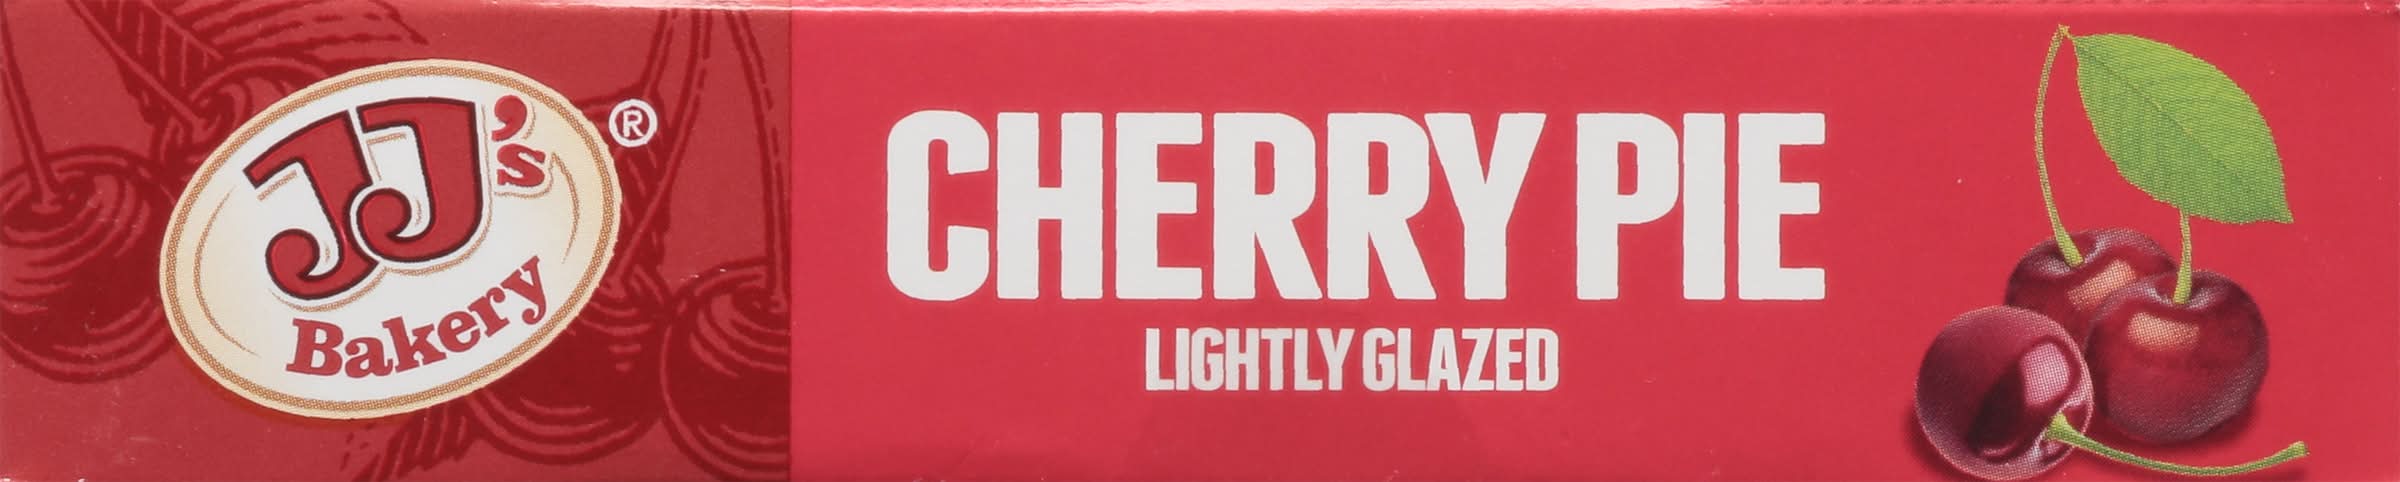 JJ's
Bakery
®
CHERRY PIE
LIGHTLY GLAZED